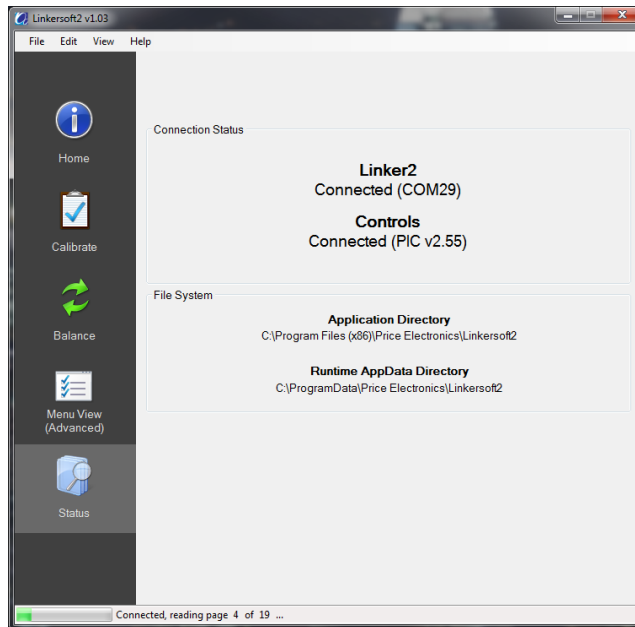 Linkersoft2 v1.03
File Edit View Help
Home
Calibrate
Balance
Menu View
(Advanced)
Status
Connection Status
Linker2
Connected (COM29)
Controls
Connected (PIC v2.55)
File System
Application Directory
C:\Program Files (x86)\Price Electronics\Linkersoft2
Runtime AppData Directory
C:\ProgramData\Price Electronics\Linkersoft2
Connected, reading page 4 of 19 ...